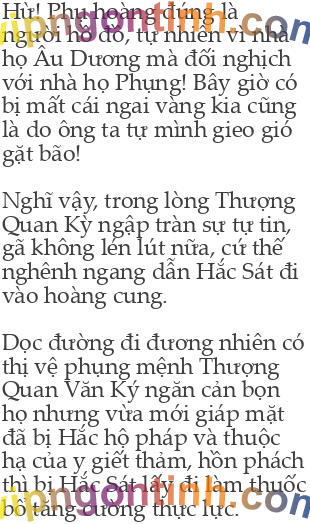 Hừ! Phụ hoàng đúng là
người hồ đồ, tự nhiên vì nhà
họ Âu Dương mà đối nghịch
với nhà họ Phụng! Bây giờ có
bị mất cái ngai vàng kia cũng
là do ông ta tự mình gieo gió
gặt bão!
Nghĩ vậy, trong lòng Thượng
Quan Kỳ ngập tràn sự tự tin,
gã không lén lút nữa, cứ thế
nghênh ngang dẫn Hắc Sát đi
vào hoàng cung.
Dọc đường đi đương nhiên có
thị vệ phụng mệnh Thượng
Quan Văn Ký ngăn cản bọn
họ nhưng vừa mới giáp mặt
đã bị Hắc hộ pháp và thuộc
hạ của y giết thảm, hồn phách
thì bị Hắc Sát lấy đi làm thuốc
bổ tăng cường thực lực.
vipngontinh.com
vipngontinh.com